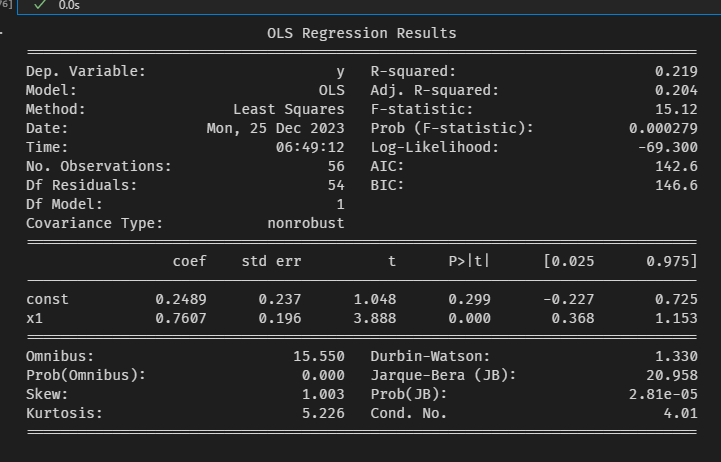 76] ✓ 0.0s
OLS Regression Results
Dep. Variable: y R-squared: 0.219
Model: OLS Adj. R-squared: 0.204
Method: Least Squares F-statistic: 15.12
Date: Mon, 25 Dec 2023 Prob (F-statistic): 0.000279
Time: 06:49:12 Log-Likelihood: -69.300
No. Observations: 56 AIC: 142.6
Df Residuals: 54 BIC: 146.6
Df Model: 1
Covariance Type: nonrobust
coef std err t P>|t| [0.025 0.975]
const 0.2489 0.237 1.048 0.299 -0.227 0.725
x1 0.7607 0.196 3.888 0.000 0.368 1.153
Omnibus: 15.550 Durbin-Watson: 1.330
Prob(Omnibus): 0.000 Jarque-Bera (JB): 20.958
Skew: 1.003 Prob(JB): 2.81e-05
Kurtosis: 5.226 Cond. No. 4.01